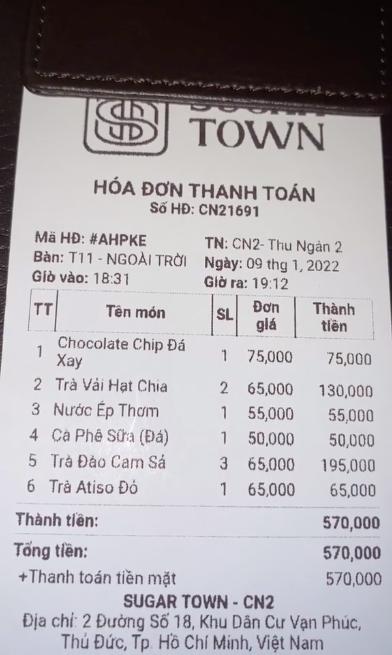 SUGAR
TOWN
HÓA ĐƠN THANH TOÁN
Số HĐ: CN21691
Mã HĐ: #AHPKE TN: CN2- Thu Ngân 2
Bàn: T11 - NGOÀI TRỜI Ngày: 09 thg 1, 2022
Giờ vào: 18:31 Giờ ra: 19:12
TT Tên món SL Đơn giá Thành tiền
1 Chocolate Chip Đá Xay 1 75,000 75,000
2 Trà Vải Hạt Chia 2 65,000 130,000
3 Nước Ép Thơm 1 55,000 55,000
4 Cà Phê Sữa (Đá) 1 50,000 50,000
5 Trà Đào Cam Sả 3 65,000 195,000
6 Trà Atiso Đỏ 1 65,000 65,000
Thành tiền: 570,000
Tổng tiền: 570,000
+Thanh toán tiền mặt 570,000
SUGAR TOWN - CN2
Địa chỉ: 2 Đường Số 18, Khu Dân Cư Vạn Phúc,
Thủ Đức, Tp. Hồ Chí Minh, Việt Nam